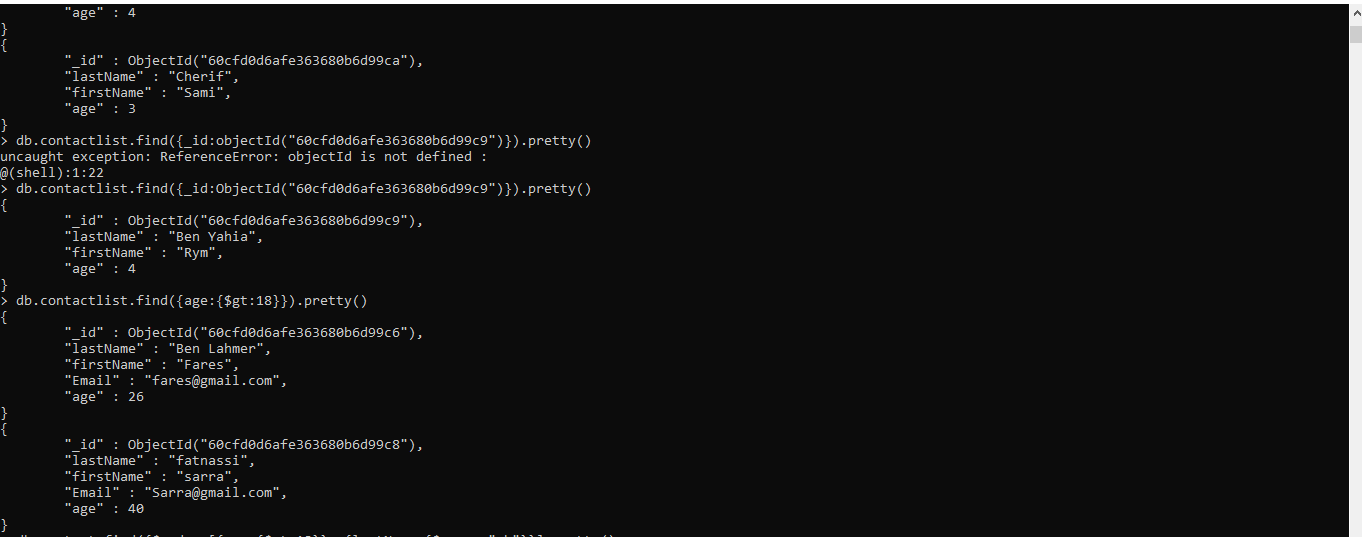 "age" : 4
}
{
"_id" : ObjectId("60cfd0d6afe363680b6d99ca"),
"lastName" : "Cherif",
"firstName" : "Sami",
"age" : 3
}
> db.contactlist.find({_id:objectId("60cfd0d6afe363680b6d99c9")}).pretty()
uncaught exception: ReferenceError: objectId is not defined :
@(shell):1:22
> db.contactlist.find({_id:ObjectId("60cfd0d6afe363680b6d99c9")}).pretty()
{
"_id" : ObjectId("60cfd0d6afe363680b6d99c9"),
"lastName" : "Ben Yahia",
"firstName" : "Rym",
"age" : 4
}
> db.contactlist.find({age:{$gt:18}}).pretty()
{
"_id" : ObjectId("60cfd0d6afe363680b6d99c6"),
"lastName" : "Ben Lahmer",
"firstName" : "Fares",
"Email" : "fares@gmail.com",
"age" : 26
}
{
"_id" : ObjectId("60cfd0d6afe363680b6d99c8"),
"lastName" : "fatnassi",
"firstName" : "sarra",
"Email" : "Sarra@gmail.com",
"age" : 40
}